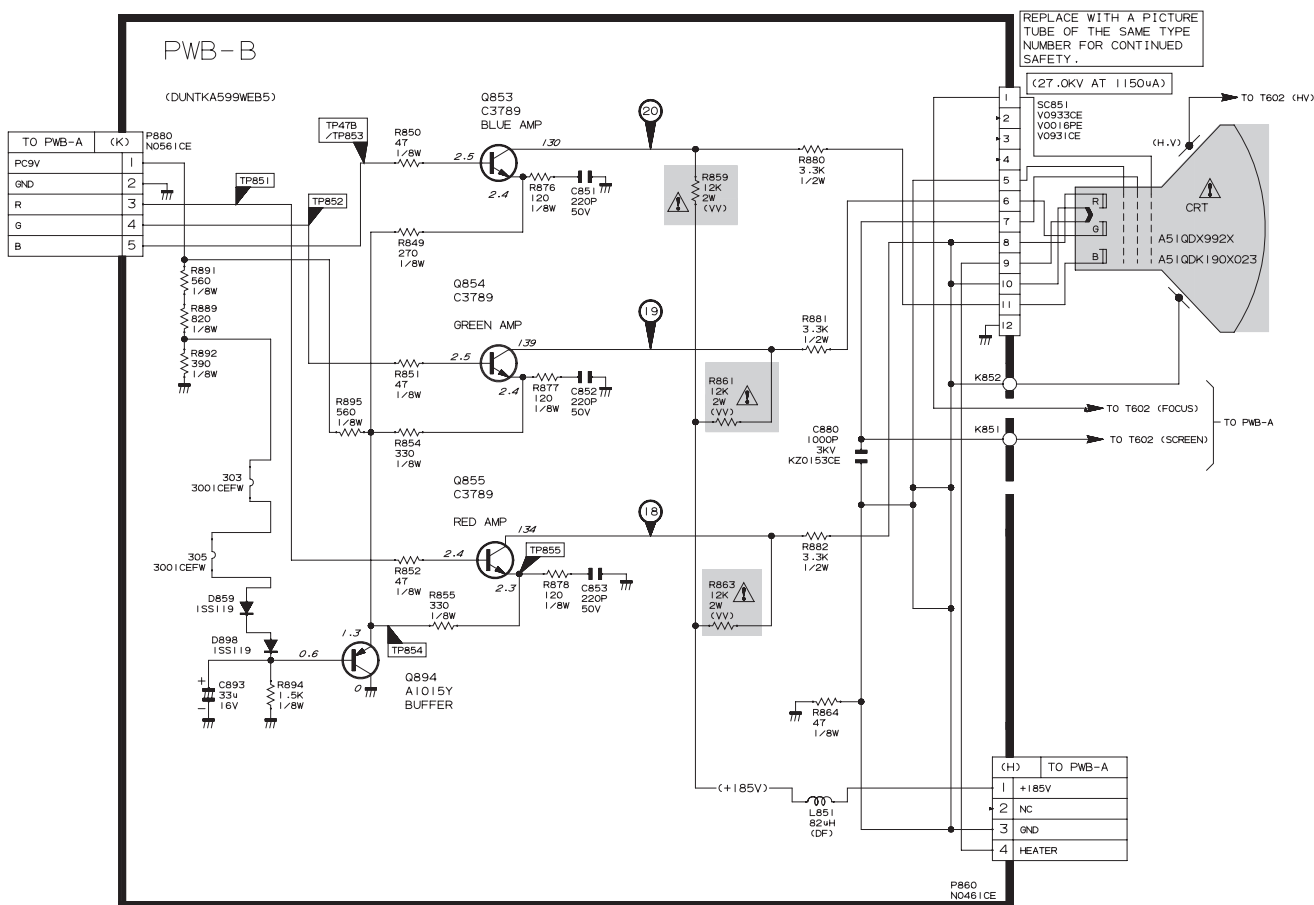 PWB-B
(DUNTKA599WEB5)
REPLACE WITH A PICTURE
TUBE OF THE SAME TYPE
NUMBER FOR CONTINUED
SAFETY.
(27.0KV AT 1150uA)
TO PWB-A (K)
P880
N0561CE
PC9V 1
GND 2
R 3
G 4
B 5
TP851
TP852
TP47B
/TP853
R850
47
1/8W
2.5
Q853
C3789
BLUE AMP
130
2.4
R876
120
1/8W
C851
220P
50V
R849
270
1/8W
20
R859
12K
2W
(VV)
R880
3.3K
1/2W
R891
560
1/8W
R889
820
1/8W
R892
390
1/8W
Q854
C3789
GREEN AMP
139
2.5
2.4
R851
47
1/8W
R877
120
1/8W
C852
220P
50V
R895
560
1/8W
R854
330
1/8W
19
R861
12K
2W
(VV)
R881
3.3K
1/2W
303
3001CEFW
305
3001CEFW
Q855
C3789
RED AMP
134
2.4
2.3
TP855
R852
47
1/8W
R878
120
1/8W
C853
220P
50V
R855
330
1/8W
TP854
18
R863
12K
2W
(VV)
R882
3.3K
1/2W
D859
1SS119
D898
1SS119
0.6
1.3
0
C893
33u
16V
+
-
R894
1.5K
1/8W
Q894
A1015Y
BUFFER
C880
1000P
3KV
KZ0153CE
R864
47
1/8W
(+185V)
L851
82uH
(DF)
1
2
3
4
5
6
7
8
9
10
11
12
SC851
V0933CE
V0016PE
V0931CE
TO T602 (HV)
(H.V)
R
G
B
CRT
A51QDX992X
A51QDK190X023
K852
K851
TO T602 (FOCUS)
TO T602 (SCREEN)
TO PWB-A
(H) TO PWB-A
1 +185V
2 NC
3 GND
4 HEATER
P860
N0461CE